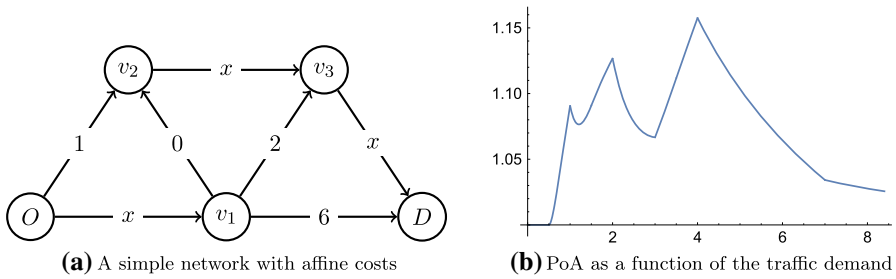 v₂ x v₃
1 0 2 x
O x v₁ 6 D
(a) A simple network with affine costs
1.15
1.10
1.05
2 4 6 8
(b) PoA as a function of the traffic demand